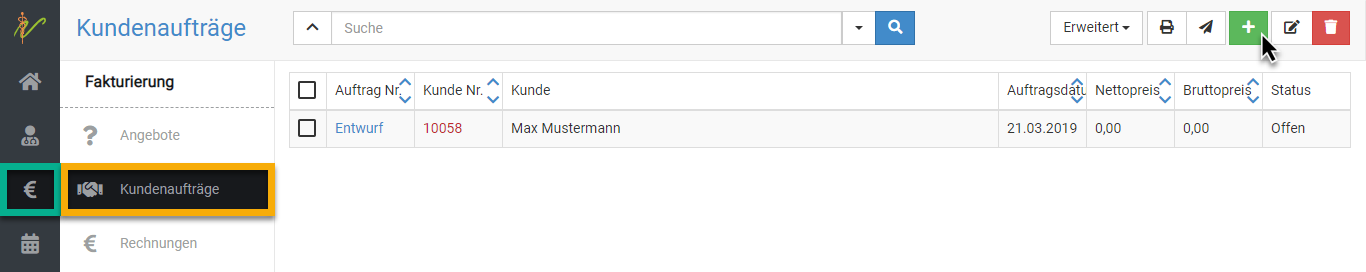 Kundenaufträge
Suche
Erweitert
Fakturierung
Angebote
Kundenaufträge
Rechnungen
Auftrag Nr. Kunde Nr. Kunde Auftragsdatu Nettopreis Bruttopreis Status
Entwurf 10058 Max Mustermann 21.03.2019 0,00 0,00 Offen